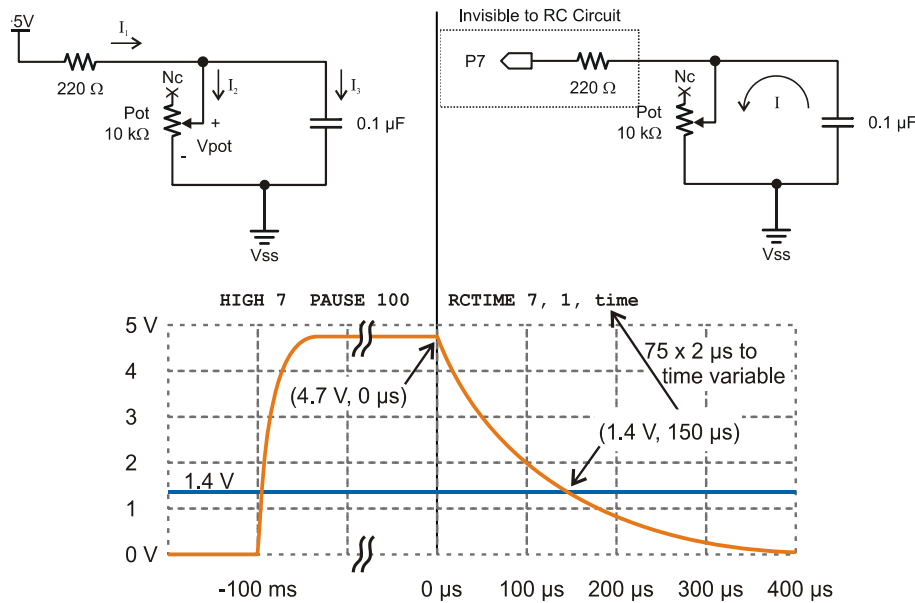 Invisible to RC Circuit
.5V
I₁
220 Ω
Nc
I₂
I₃
Pot
10 kΩ
+
Vpot
-
0.1 µF
Vss
P7
220 Ω
Nc
Pot
10 kΩ
I
0.1 µF
Vss
HIGH 7 PAUSE 100 RCTIME 7, 1, time
5 V
4
3
2
1
0 V
1.4 V
(4.7 V, 0 µs)
75 x 2 µs to
time variable
(1.4 V, 150 µs)
-100 ms 0 µs 100 µs 200 µs 300 µs 400 µs